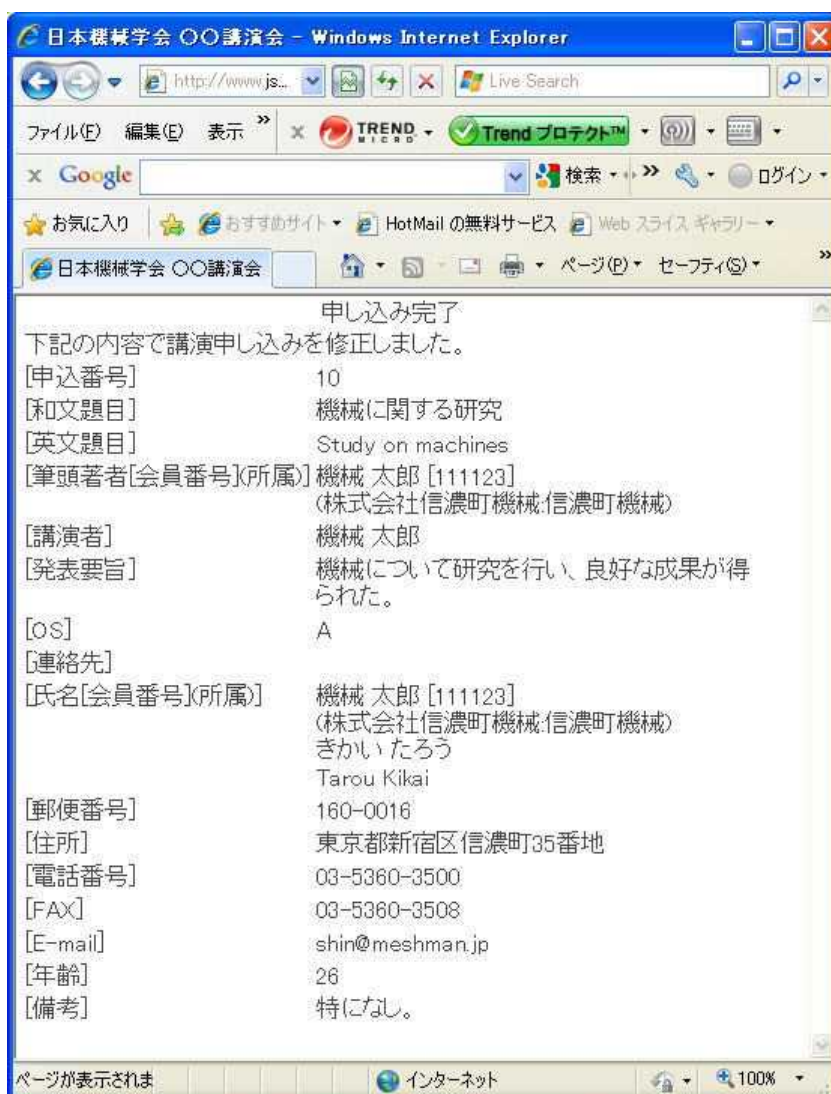 日本機械学会 〇〇講演会 - Windows Internet Explorer
http://www.js...
Live Search
ファイル(F) 編集(E) 表示 » x TREND MICRO Trend プロテクト™
x Google 検索 » ログイン
お気に入り おすすめサイト HotMail の無料サービス Web スライス ギャラリー
日本機械学会 〇〇講演会 ページ(P) セーフティ(S) »
申し込み完了
下記の内容で講演申し込みを修正しました。
[申込番号] 10
[和文題目] 機械に関する研究
[英文題目] Study on machines
[筆頭著者[会員番号](所属)] 機械 太郎 [111123]
(株式会社信濃町機械:信濃町機械)
[講演者] 機械 太郎
[発表要旨] 機械について研究を行い、良好な成果が得
られた。
[OS] A
[連絡先]
[氏名[会員番号](所属)] 機械 太郎 [111123]
(株式会社信濃町機械:信濃町機械)
きかい たろう
Tarou Kikai
[郵便番号] 160-0016
[住所] 東京都新宿区信濃町35番地
[電話番号] 03-5360-3500
[FAX] 03-5360-3508
[E-mail] shin@meshman.jp
[年齢] 26
[備考] 特になし。
ページが表示されま インターネット 100%